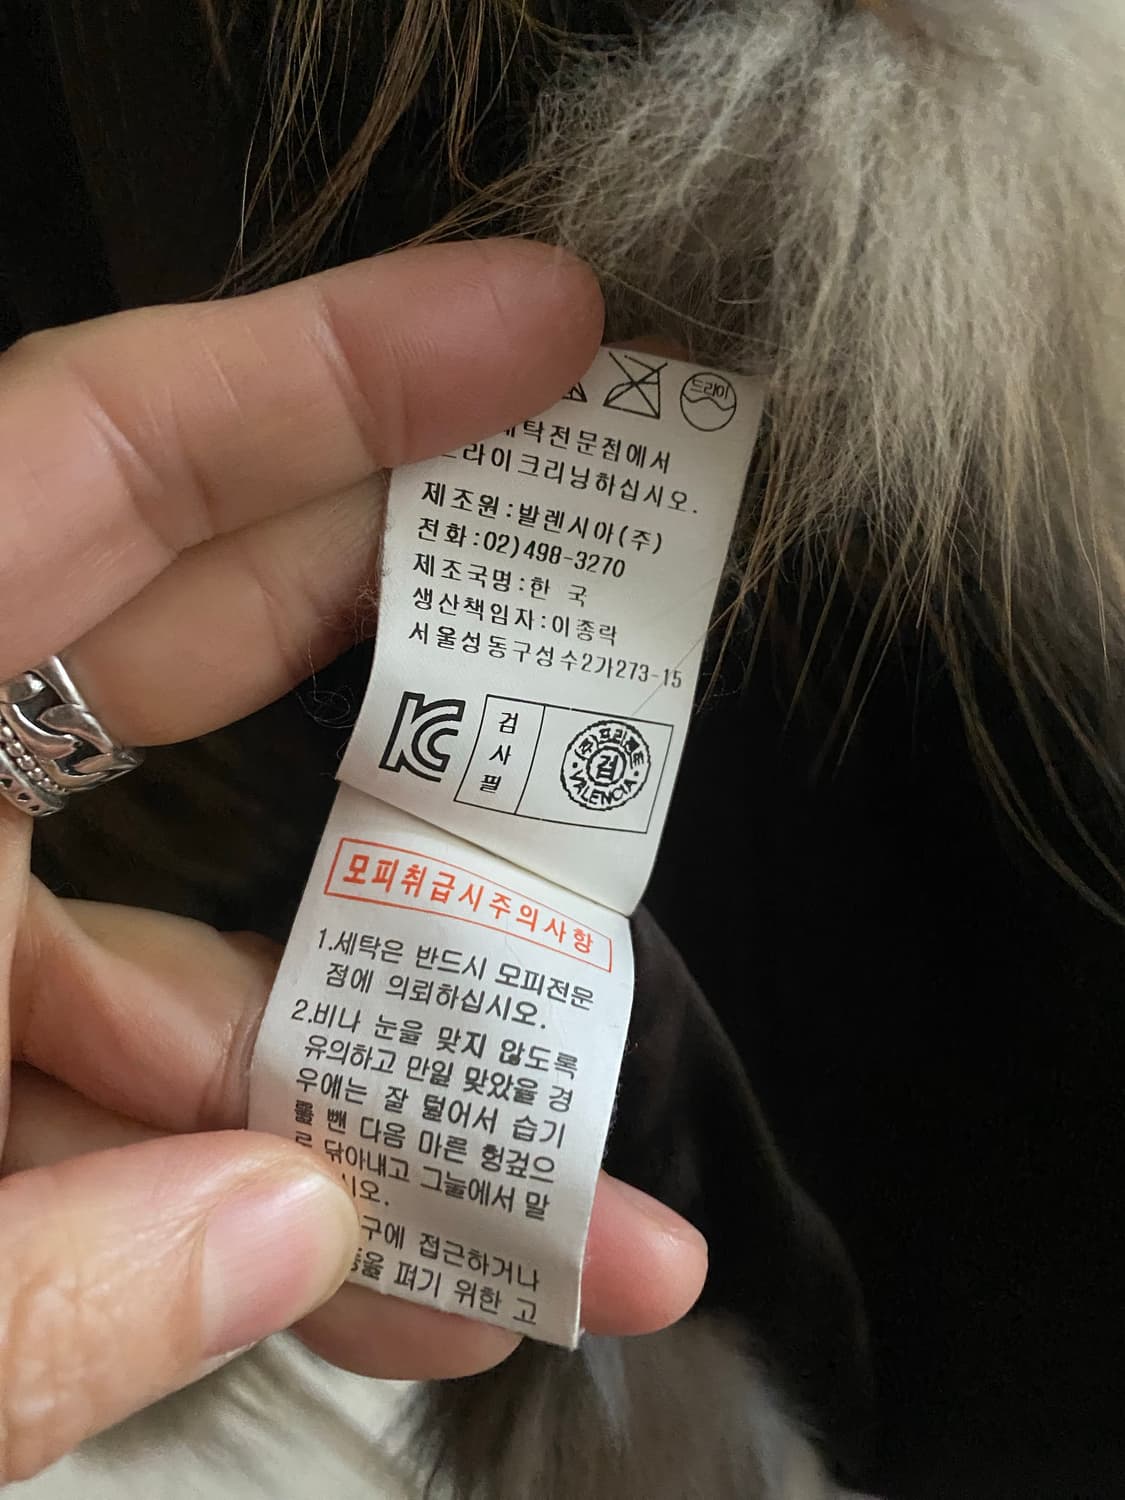 드라이
세탁전문점에서
드라이크리닝하십시오.
제조원:발렌시아(주)
전화:02)498-3270
제조국명:한 국
생산책임자:이종락
서울성동구성수2가273-15
검사필
(주)프리젠트
검
VALENCIA
모피취급시주의사항
1.세탁은 반드시 모피전문
점에 의뢰하십시오.
2.비나 눈을 맞지 않도록
유의하고 만일 맞았을 경
우에는 잘 털어서 습기
를 뺀 다음 마른 헝겊으
로 닦아내고 그늘에서 말
시오.
구에 접근하거나
등을 펴기 위한 고